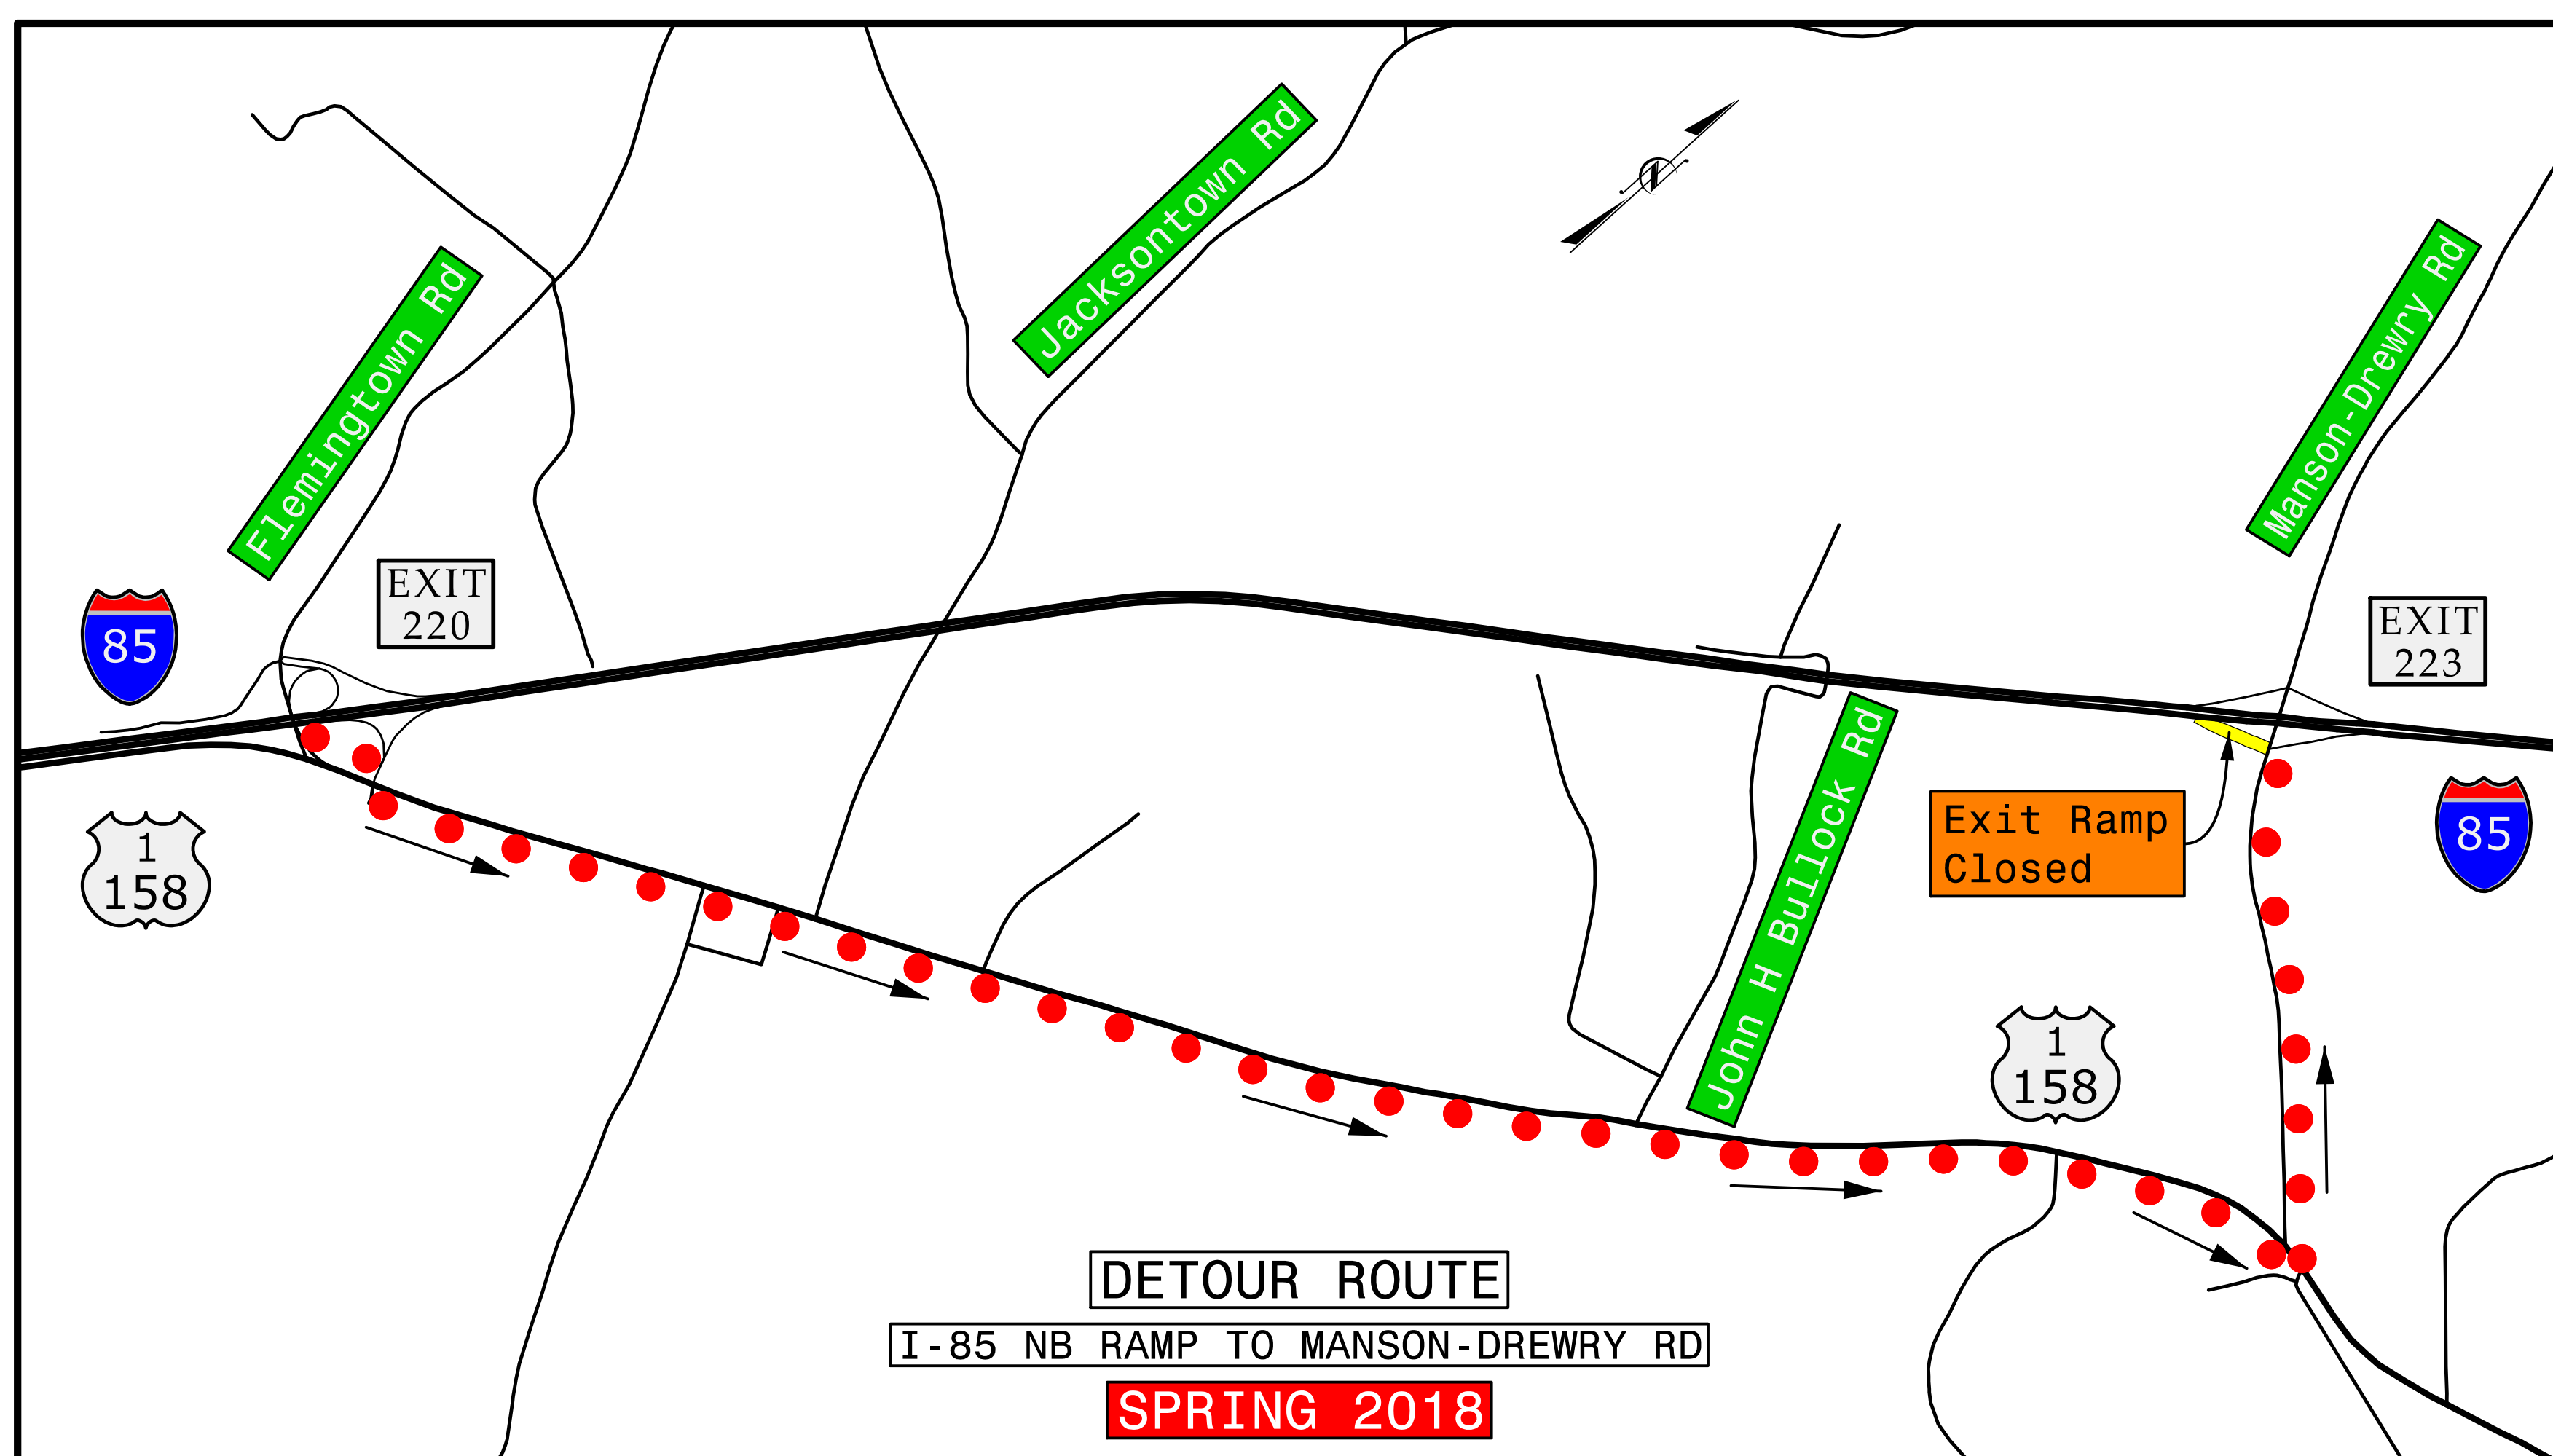 Jacksontown Rd
Flemingtown Rd
Manson-Drewry Rd
N
EXIT
220
85
EXIT
223
John H Bullock Rd
Exit Ramp
Closed
85
1
158
1
158
DETOUR ROUTE
I-85 NB RAMP TO MANSON-DREWRY RD
SPRING 2018